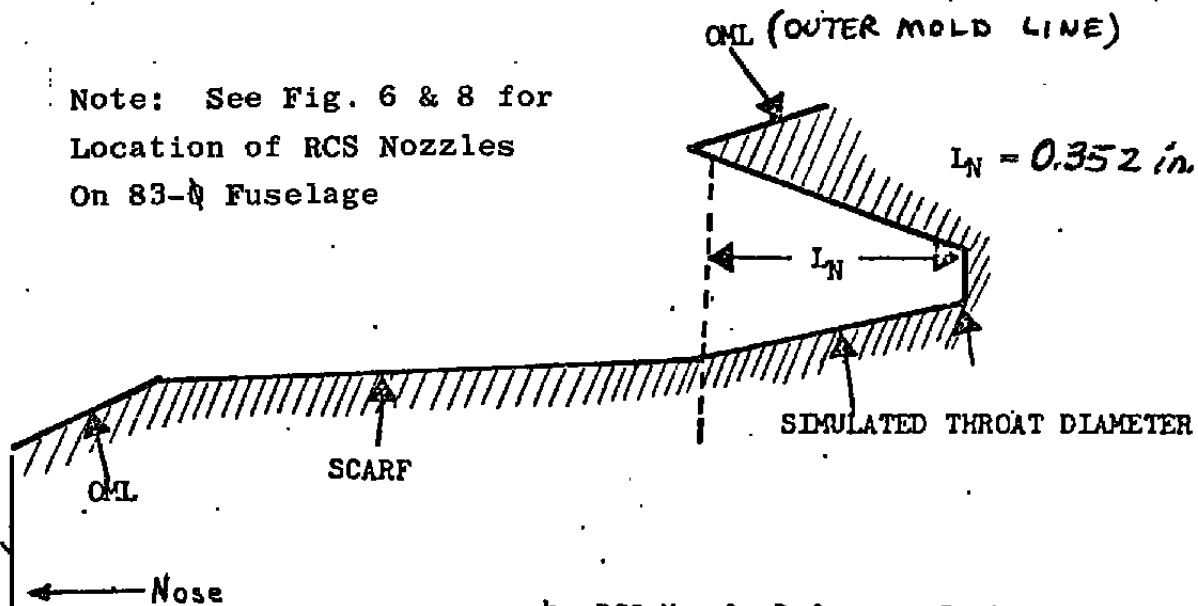 OML (OUTER MOLD LINE)
Note: See Fig. 6 & 8 for
Location of RCS Nozzles
On 83-0 Fuselage
L_N = 0.352 in.
L_N
SIMULATED THROAT DIAMETER
SCARF
OML
Nose